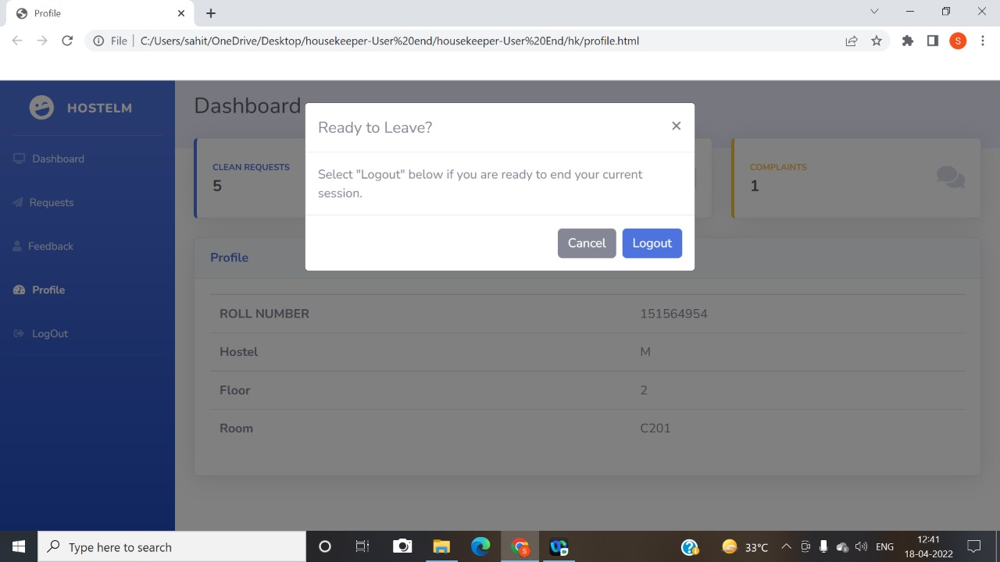 Profile
File
C:/Users/sahit/OneDrive/Desktop/housekeeper-User%20end/housekeeper-User%20End/hk/profile.html
S
HOSTELM
Dashboard
Requests
Feedback
Profile
LogOut
Dashboard
CLEAN REQUESTS
5
COMPLAINTS
1
Ready to Leave?
×
Select "Logout" below if you are ready to end your current
session.
Cancel
Logout
Profile
ROLL NUMBER 151564954
Hostel M
Floor 2
Room C201
Type here to search
S
33°C
ENG
12:41
18-04-2022